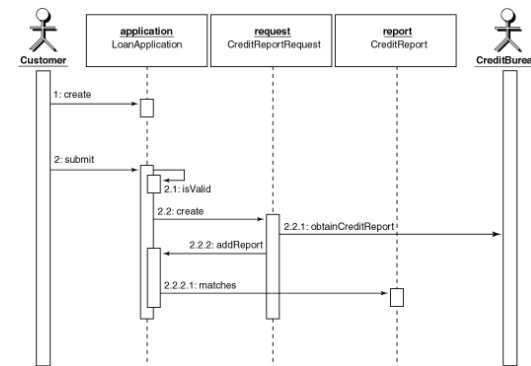 application
LoanApplication
request
CreditReportRequest
report
CreditReport
Customer
CreditBurea
1: create
2: submit
2.1: isValid
2.2: create
2.2.1: obtainCreditReport
2.2.2: addReport
2.2.2.1: matches